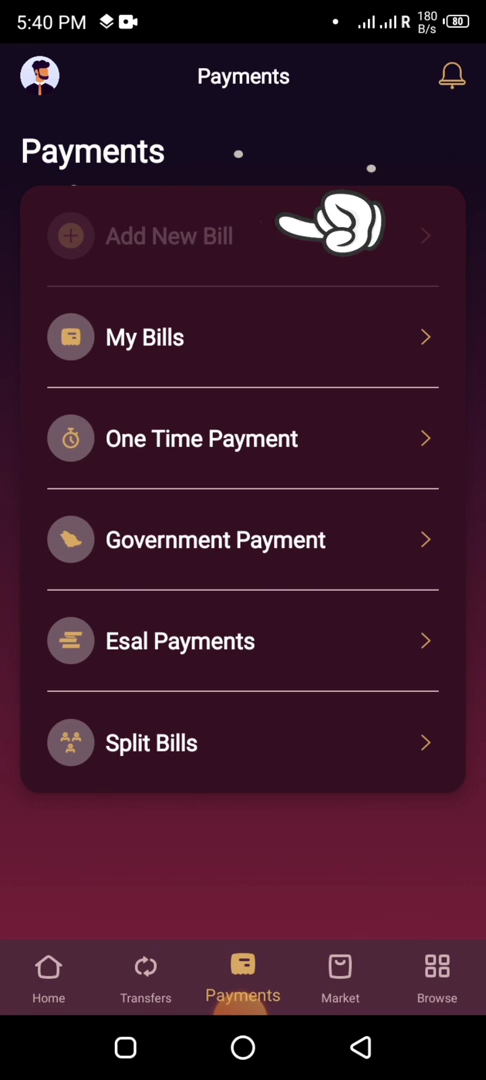 5:40 PM R 180 B/s 80
Payments
Payments
Add New Bill
My Bills
One Time Payment
Government Payment
Esal Payments
Split Bills
Home Transfers Payments Market Browse